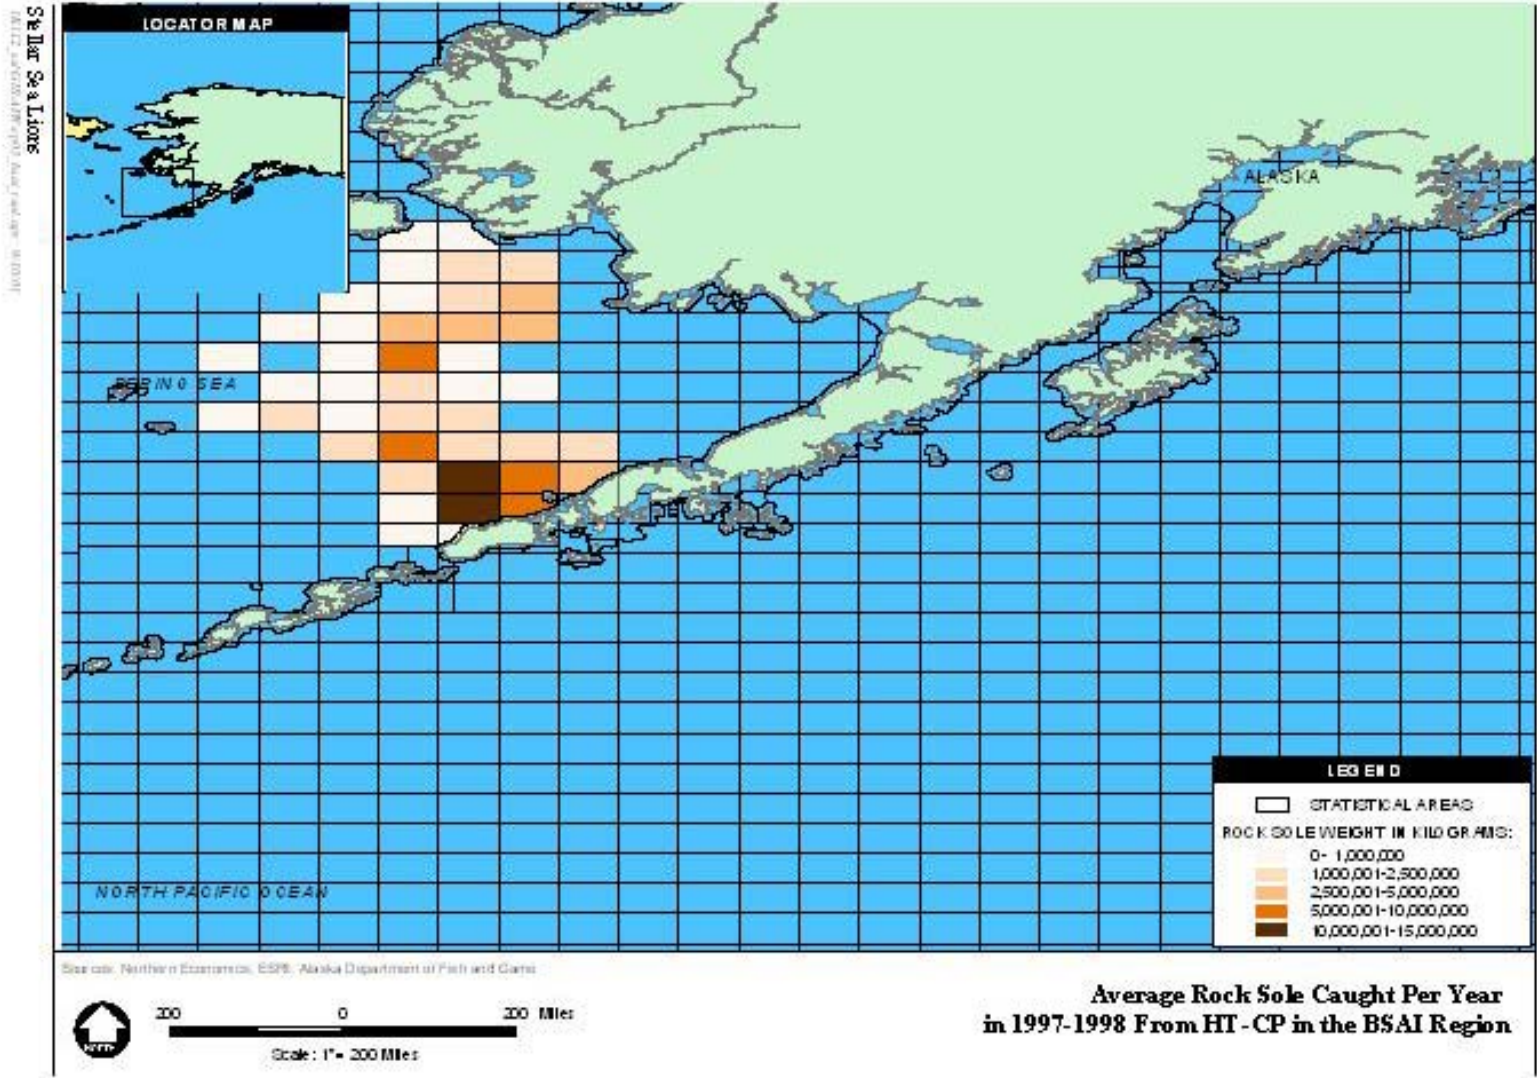 Stellar Sea Lions
LOCATOR MAP
ALASKA
BERING SEA
NORTH PACIFIC OCEAN
LEGEND
STATISTICAL AREAS
ROCK SOLE WEIGHT IN KILOGRAMS:
0- 1,000,000
1,000,001-2,500,000
2,500,001-5,000,000
5,000,001-10,000,000
10,000,001-15,000,000
Sources: Northern Economics, ESRI, Alaska Department of Fish and Game
NORTH
200 0 200 Miles
Scale: 1"= 200 Miles
Average Rock Sole Caught Per Year
in 1997-1998 From HT-CP in the BSAI Region